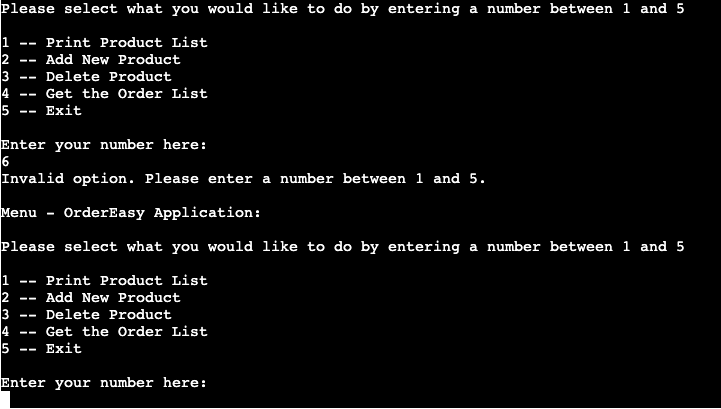 Please select what you would like to do by entering a number between 1 and 5
1 -- Print Product List
2 -- Add New Product
3 -- Delete Product
4 -- Get the Order List
5 -- Exit
Enter your number here:
6
Invalid option. Please enter a number between 1 and 5.
Menu - OrderEasy Application:
Please select what you would like to do by entering a number between 1 and 5
1 -- Print Product List
2 -- Add New Product
3 -- Delete Product
4 -- Get the Order List
5 -- Exit
Enter your number here: